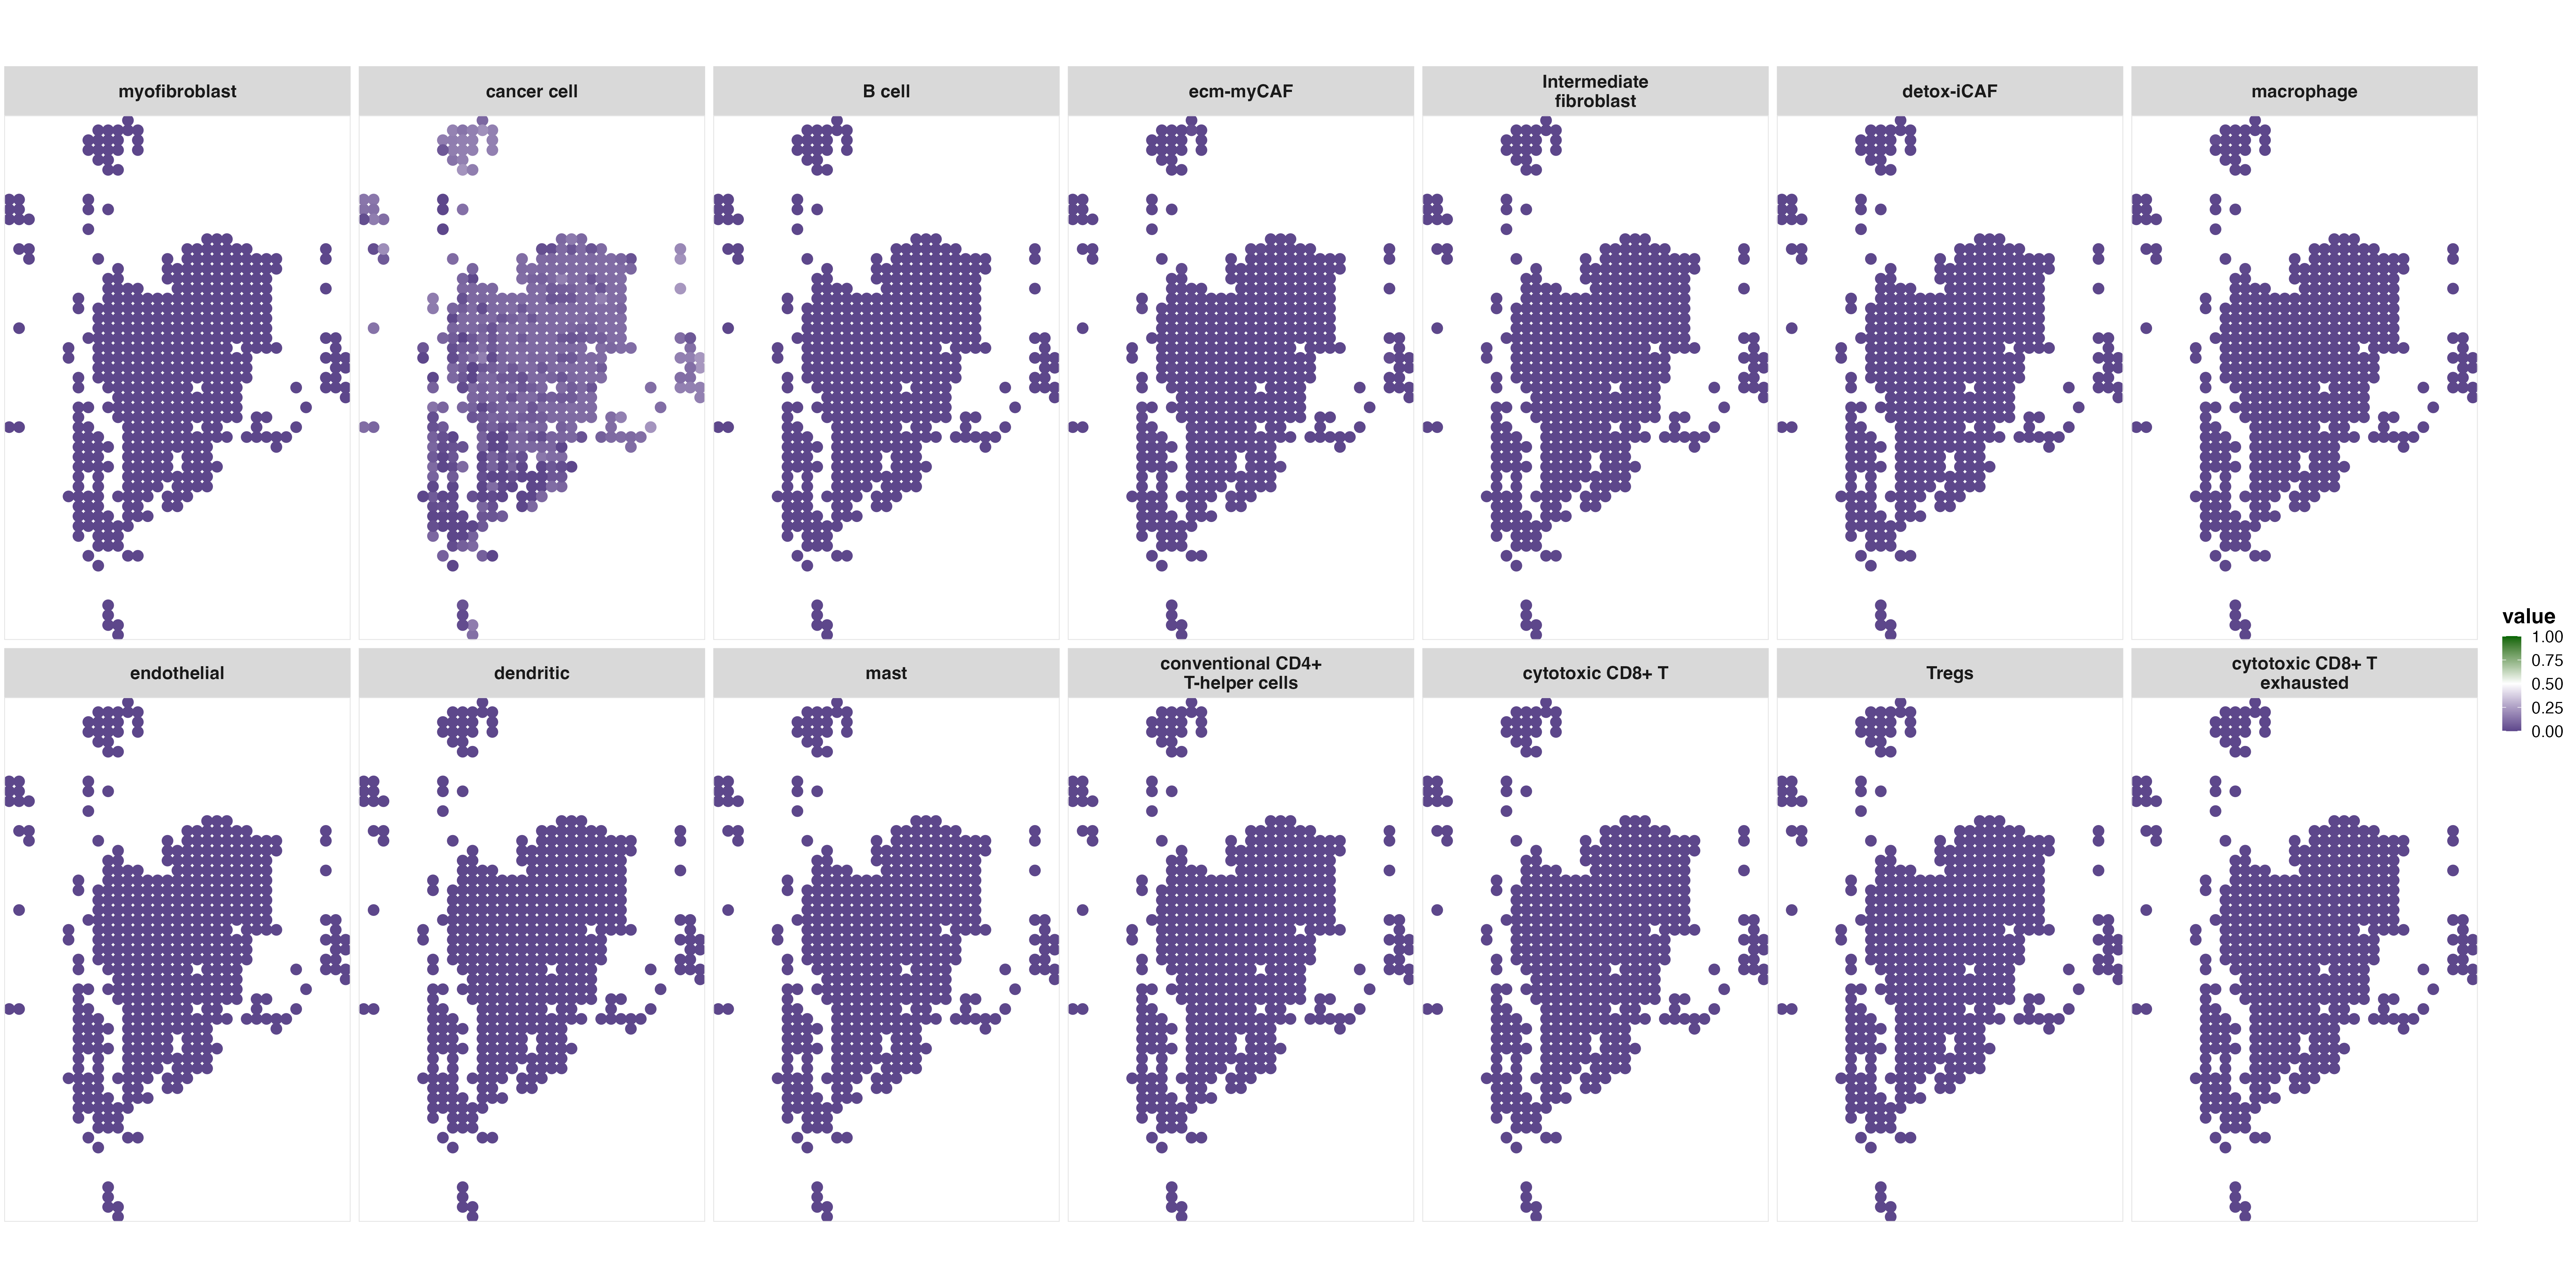 myofibroblast
cancer cell
B cell
ecm-myCAF
Intermediate
fibroblast
detox-iCAF
macrophage
endothelial
dendritic
mast
conventional CD4+
T-helper cells
cytotoxic CD8+ T
Tregs
cytotoxic CD8+ T
exhausted
value
1.00
0.75
0.50
0.25
0.00